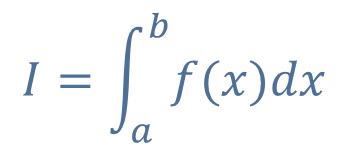 I = ∫_a^b f(x)dx